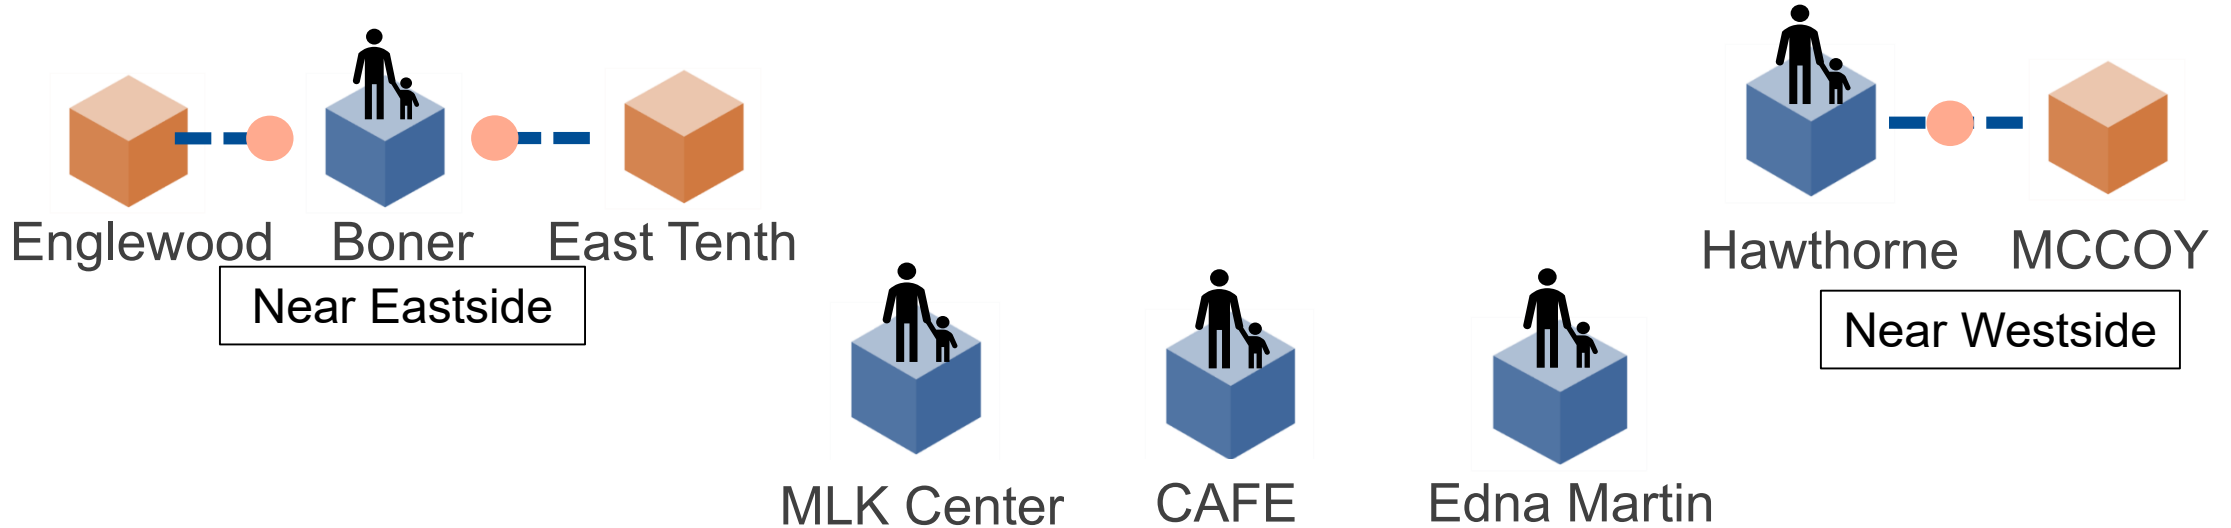 Englewood
Boner
East Tenth
Near Eastside
MLK Center
CAFE
Edna Martin
Hawthorne
MCCOY
Near Westside